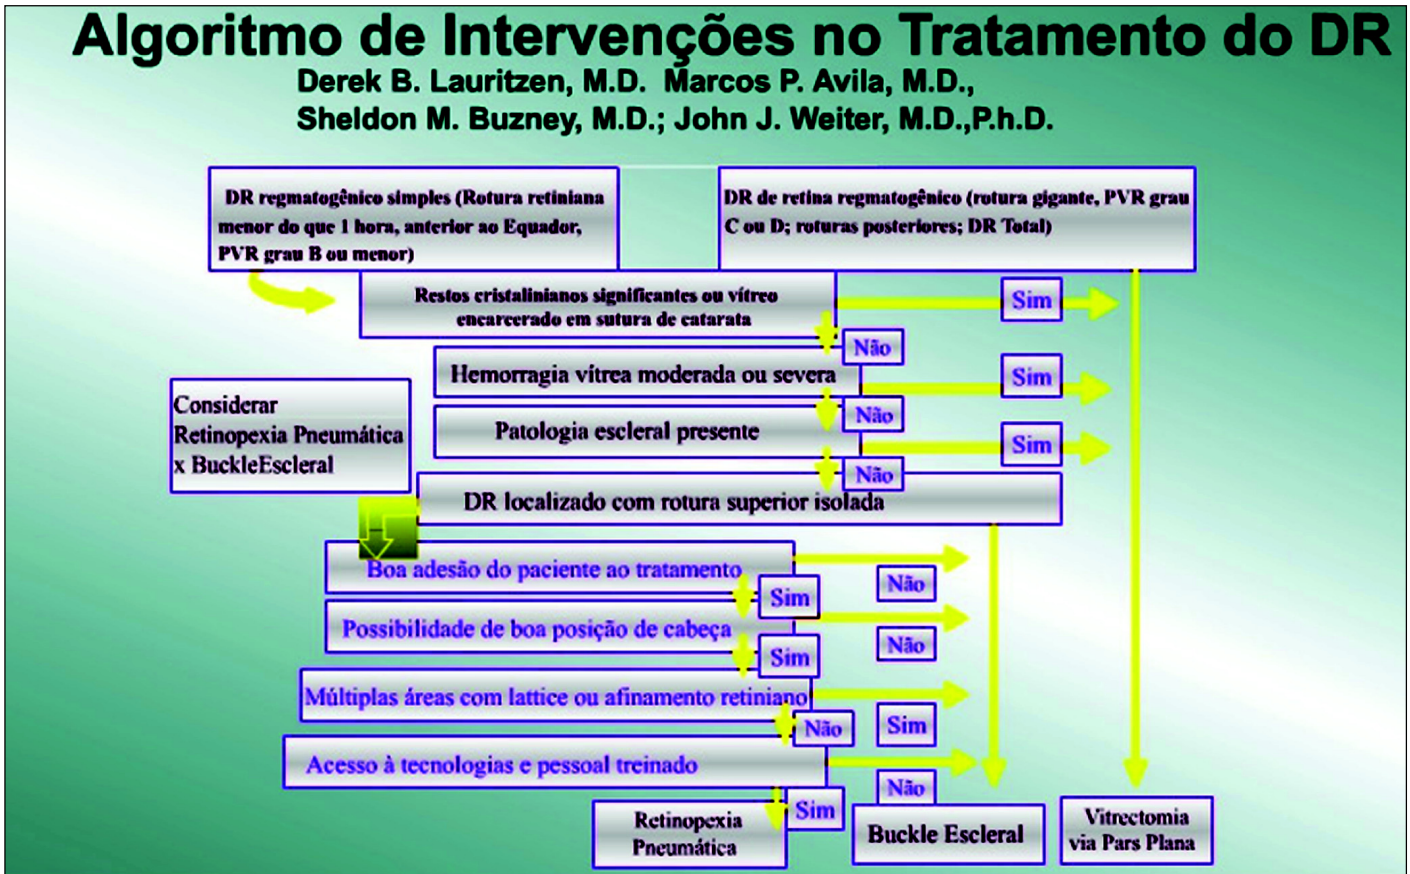 Algoritmo de Intervenções no Tratamento do DR
Derek B. Lauritzen, M.D. Marcos P. Avila, M.D.,
Sheldon M. Buzney, M.D.; John J. Weiter, M.D.,P.h.D.
DR regmatogênico simples (Rotura retiniana
menor do que 1 hora, anterior ao Equador,
PVR grau B ou menor)
DR de retina regmatogênico (rotura gigante, PVR grau
C ou D; roturas posteriores; DR Total)
Restos cristalinianos significantes ou vítreo
encarcerado em sutura de catarata
Sim
Não
Hemorragia vítrea moderada ou severa
Sim
Não
Patologia escleral presente
Sim
Não
Considerar
Retinopexia Pneumática
x BuckleEscleral
DR localizado com rotura superior isolada
Boa adesão do paciente ao tratamento
Não
Sim
Possibilidade de boa posição de cabeça
Não
Sim
Múltiplas áreas com lattice ou afinamento retiniano
Sim
Não
Acesso à tecnologias e pessoal treinado
Não
Sim
Retinopexia
Pneumática
Buckle Escleral
Vitrectomia
via Pars Plana